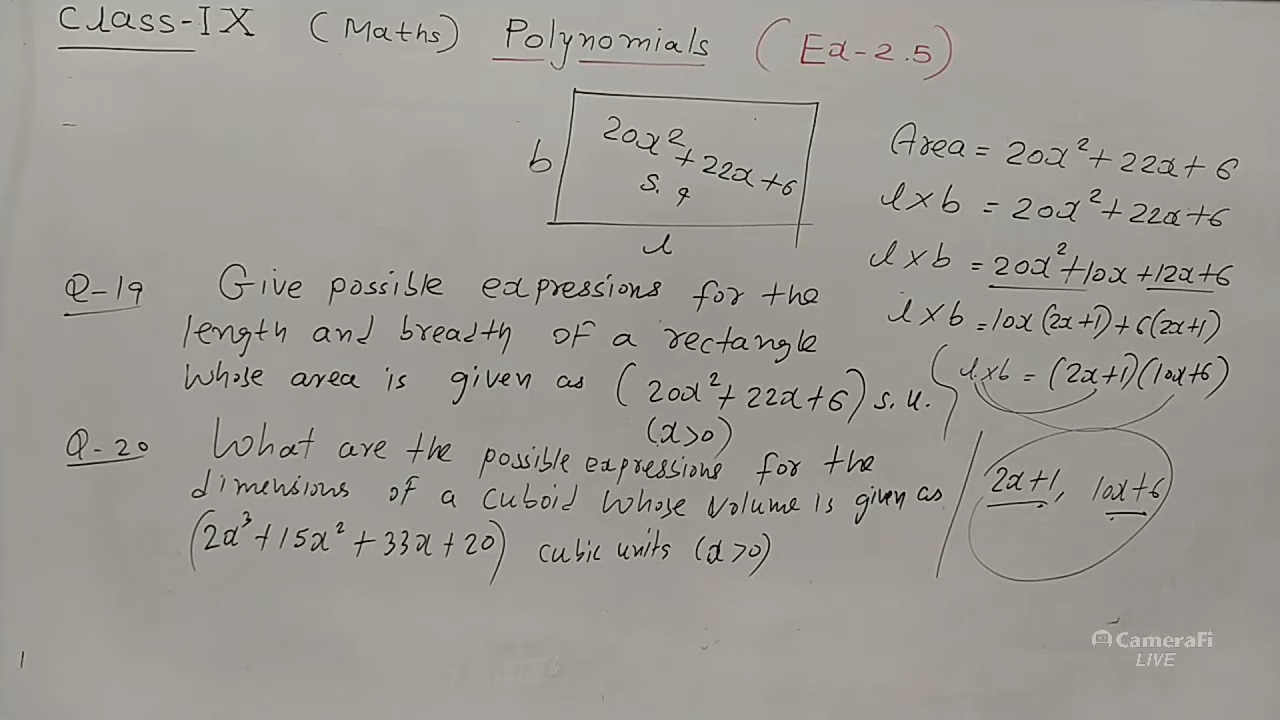 Class-IX (Maths) Polynomials (Ex-2.5)
20x²+22x+6
s.q
b
l
Area = 20x²+22x+6
l×b = 20x²+22x+6
l×b = 20x²+10x+12x+6
l×b = 10x(2x+1)+6(2x+1)
l×b = (2x+1)(10x+6)
2x+1, 10x+6
Q-19 Give possible expressions for the
length and breadth of a rectangle
whose area is given as (20x²+22x+6) s.u.
(x>0)
Q-20 What are the possible expressions for the
dimensions of a cuboid whose volume is given as
(2x³+15x²+33x+20) cubic units (x>0)
CameraFi
LIVE